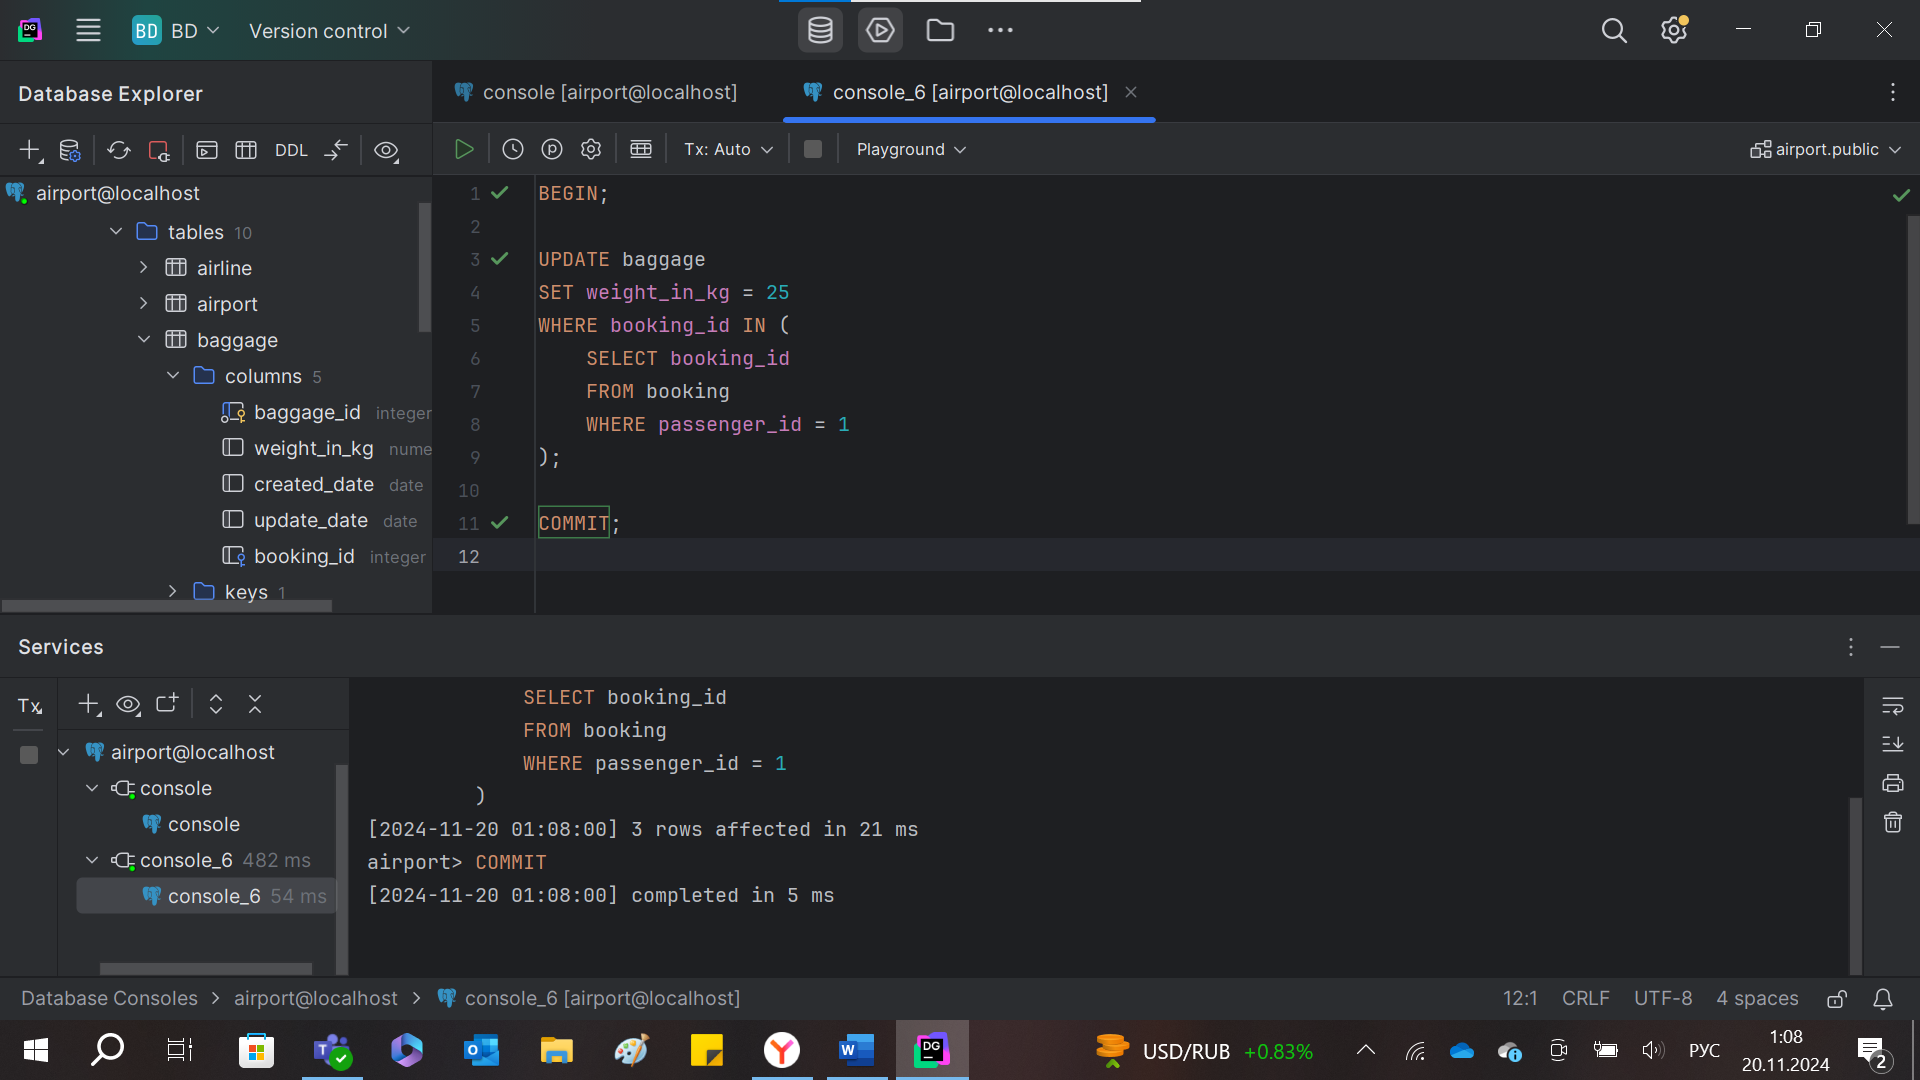 BD BD Version control
Database Explorer
console [airport@localhost] console_6 [airport@localhost]
DDL
Tx: Auto Playground airport.public
airport@localhost
tables 10
airline
airport
baggage
columns 5
baggage_id integer
weight_in_kg nume
created_date date
update_date date
booking_id integer
keys 1
1 BEGIN;
2
3 UPDATE baggage
4 SET weight_in_kg = 25
5 WHERE booking_id IN (
6 SELECT booking_id
7 FROM booking
8 WHERE passenger_id = 1
9 );
10
11 COMMIT;
12
Services
Tx
airport@localhost
console
console
console_6 482 ms
console_6 54 ms
SELECT booking_id
FROM booking
WHERE passenger_id = 1
)
[2024-11-20 01:08:00] 3 rows affected in 21 ms
airport> COMMIT
[2024-11-20 01:08:00] completed in 5 ms
Database Consoles > airport@localhost > console_6 [airport@localhost]
12:1 CRLF UTF-8 4 spaces
USD/RUB +0.83%
РУС
1:08
20.11.2024
2